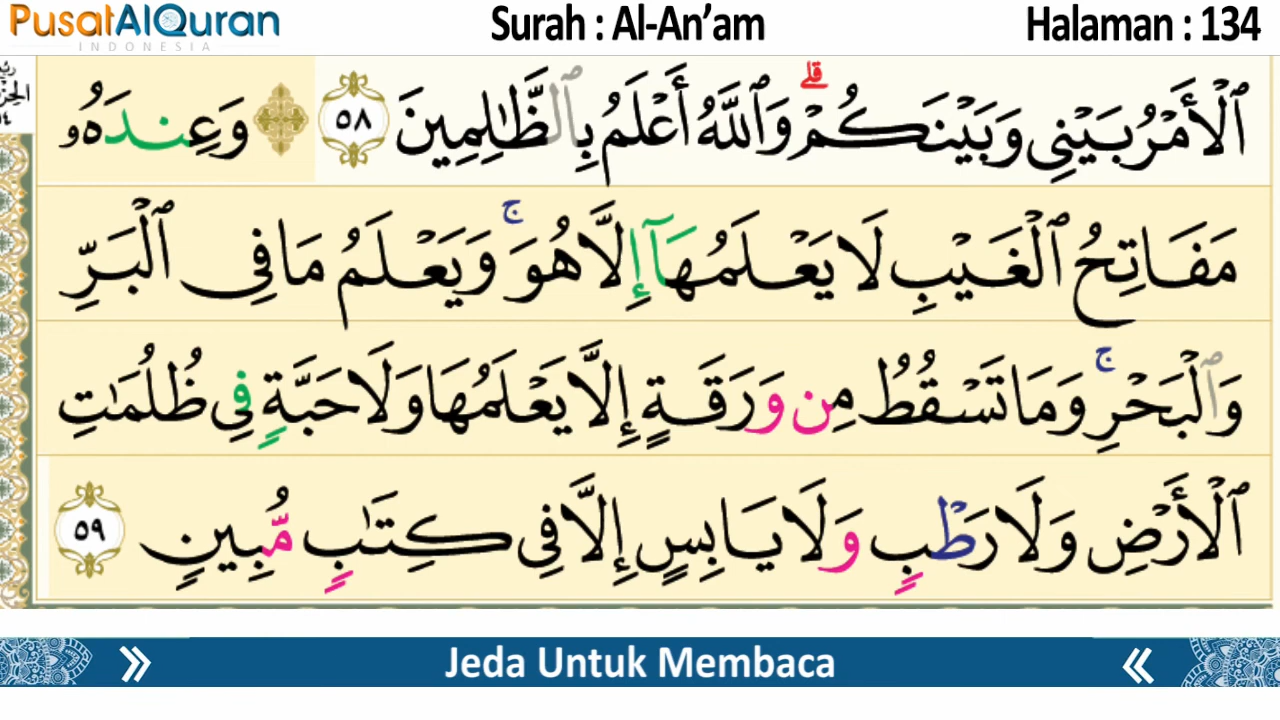 PusatAlQuran
INDONESIA
Surah : Al-An’am
Halaman : 134
ٱلْأَمْرُ بَيْنِى وَبَيْنَكُمْ ۗ وَٱللَّهُ أَعْلَمُ بِٱلظَّـٰلِمِينَ ٥٨ ۞ وَعِندَهُۥ
مَفَاتِحُ ٱلْغَيْبِ لَا يَعْلَمُهَآ إِلَّا هُوَ ۚ وَيَعْلَمُ مَا فِى ٱلْبَرِّ
وَٱلْبَحْرِ ۚ وَمَا تَسْقُطُ مِن وَرَقَةٍ إِلَّا يَعْلَمُهَا وَلَا حَبَّةٍ فِى ظُلُمَـٰتِ
ٱلْأَرْضِ وَلَا رَطْبٍ وَلَا يَابِسٍ إِلَّا فِى كِتَـٰبٍ مُّبِينٍ ٥٩
Jeda Untuk Membaca